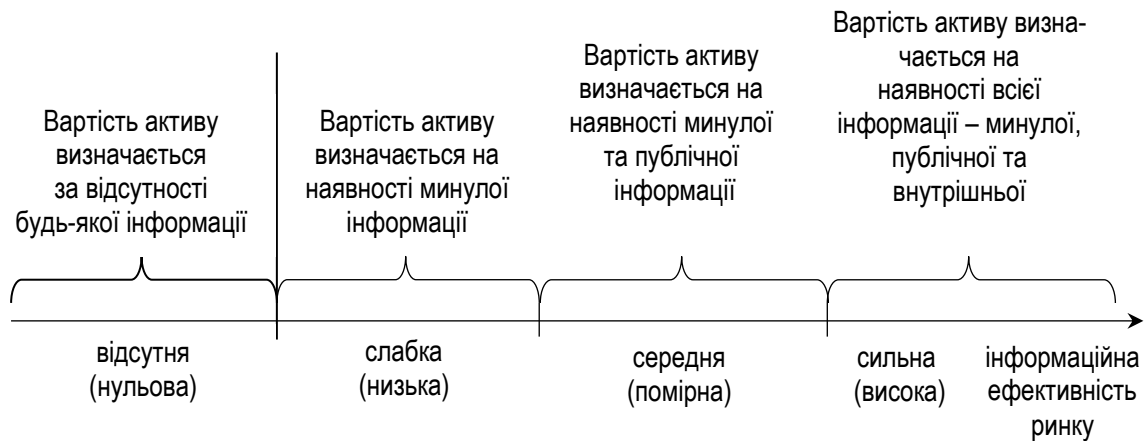 Вартість активу
визначається
за відсутності
будь-якої інформації
Вартість активу
визначається на
наявності минулої
інформації
Вартість активу
визначається на
наявності минулої
та публічної
інформації
Вартість активу визна-
чається на
наявності всієї
інформації – минулої,
публічної та
внутрішньої
відсутня
(нульова)
слабка
(низька)
середня
(помірна)
сильна
(висока)
інформаційна
ефективність
ринку